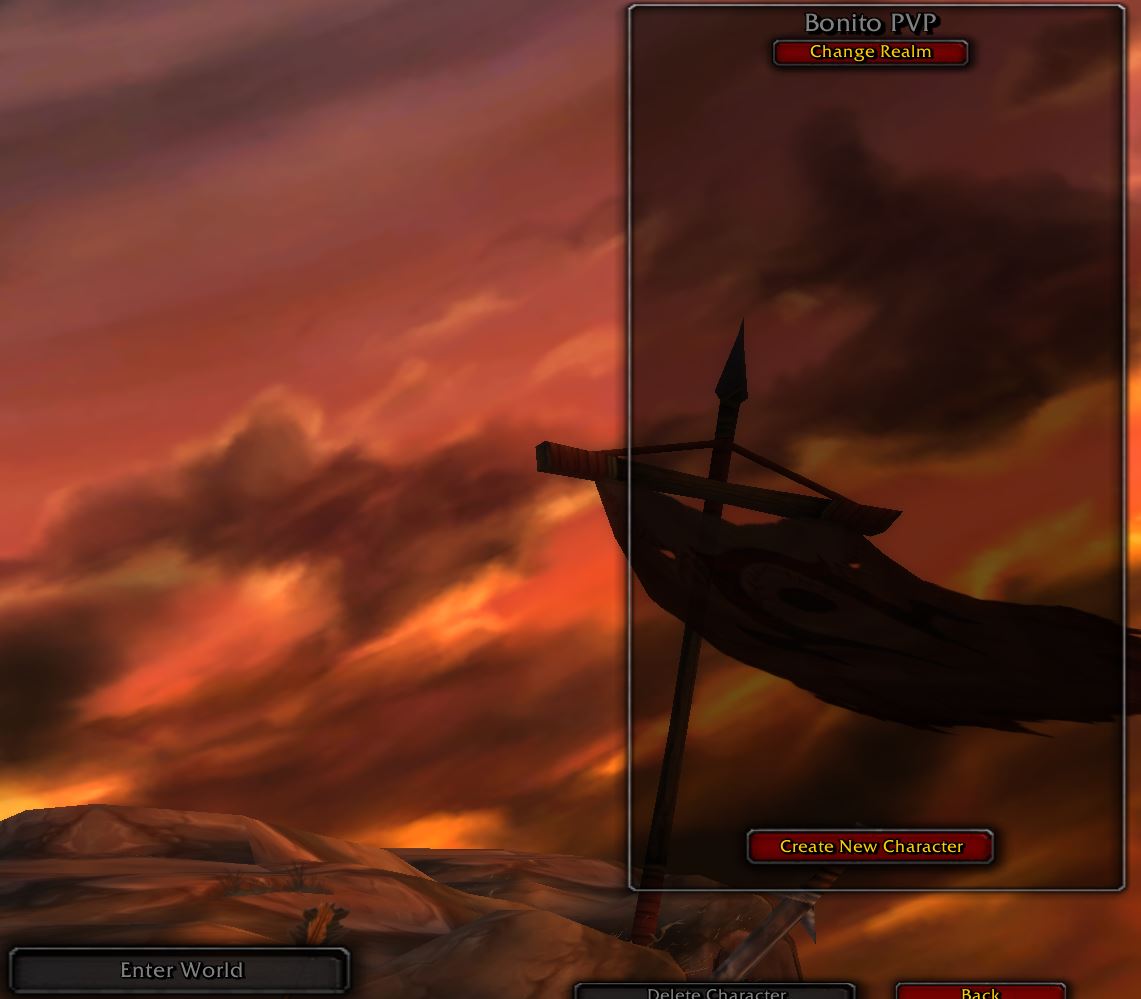 Bonito PVP
Change Realm
Create New Character
Enter World
Delete Character
Back